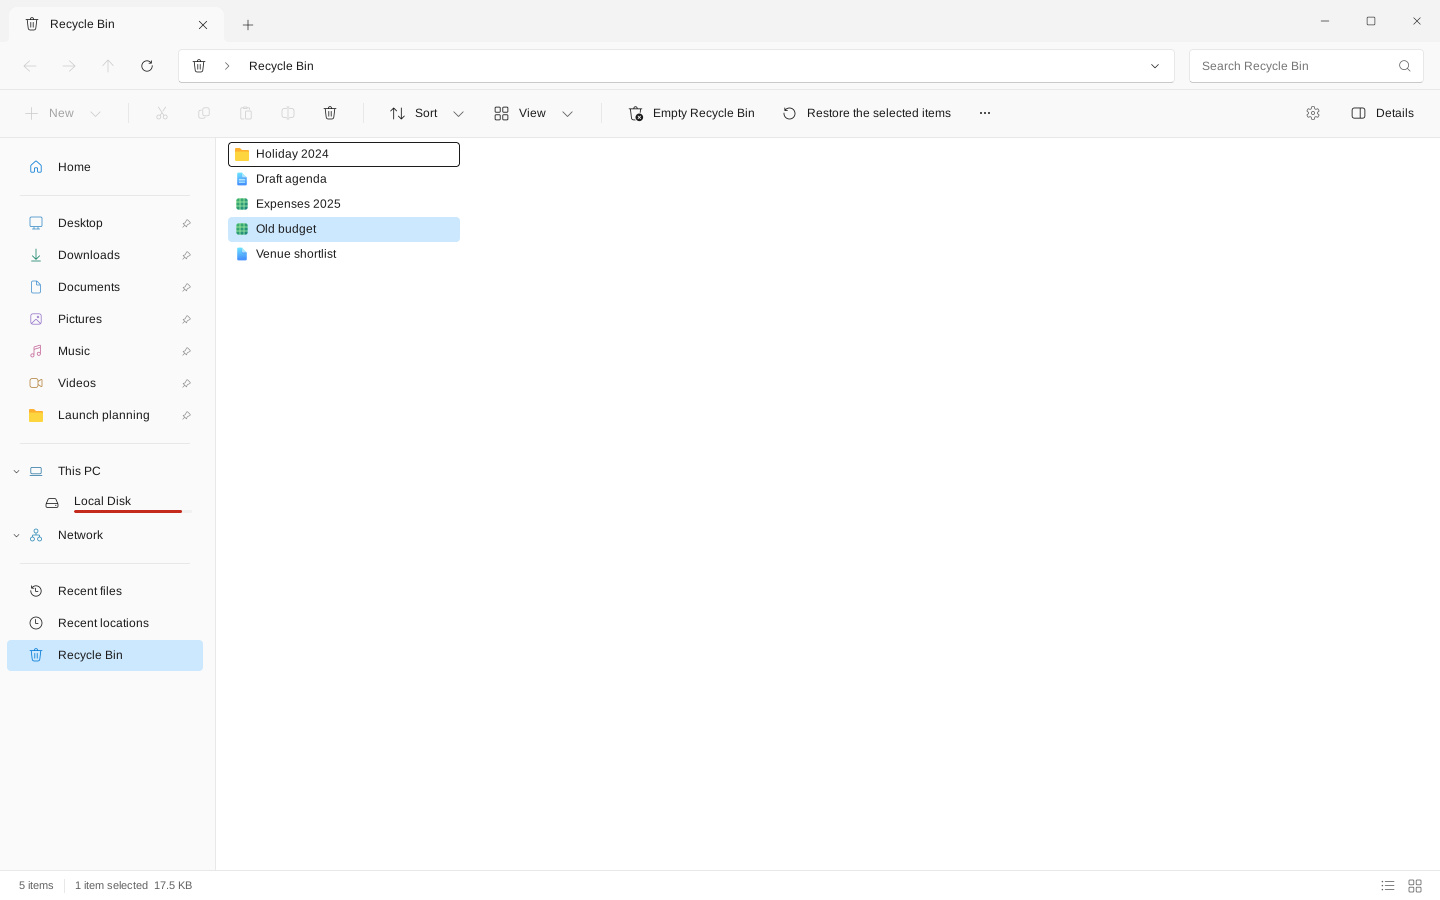 Recycle Bin
Recycle Bin
Search Recycle Bin
New
Sort
View
Empty Recycle Bin
Restore the selected items
Details
Home
Desktop
Downloads
Documents
Pictures
Music
Videos
Launch planning
This PC
Local Disk
Network
Recent files
Recent locations
Recycle Bin
Holiday 2024
Draft agenda
Expenses 2025
Old budget
Venue shortlist
5 items
1 item selected 17.5 KB